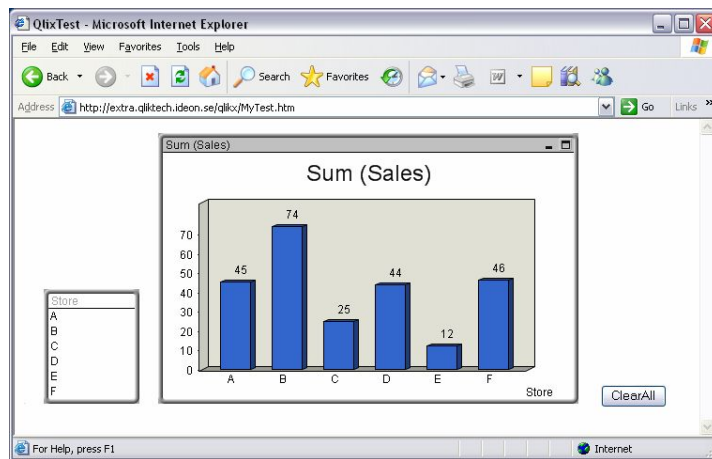 QlixTest - Microsoft Internet Explorer
File Edit View Favorites Tools Help
Back Search Favorites
Address http://extra.qliktech.ideon.se/qlikx/MyTest.htm Go Links »
Sum (Sales)
Sum (Sales)
74
70
60
50
45
44
46
40
30
25
20
12
10
0
A B C D E F
Store
Store
A
B
C
D
E
F
ClearAll
For Help, press F1 Internet